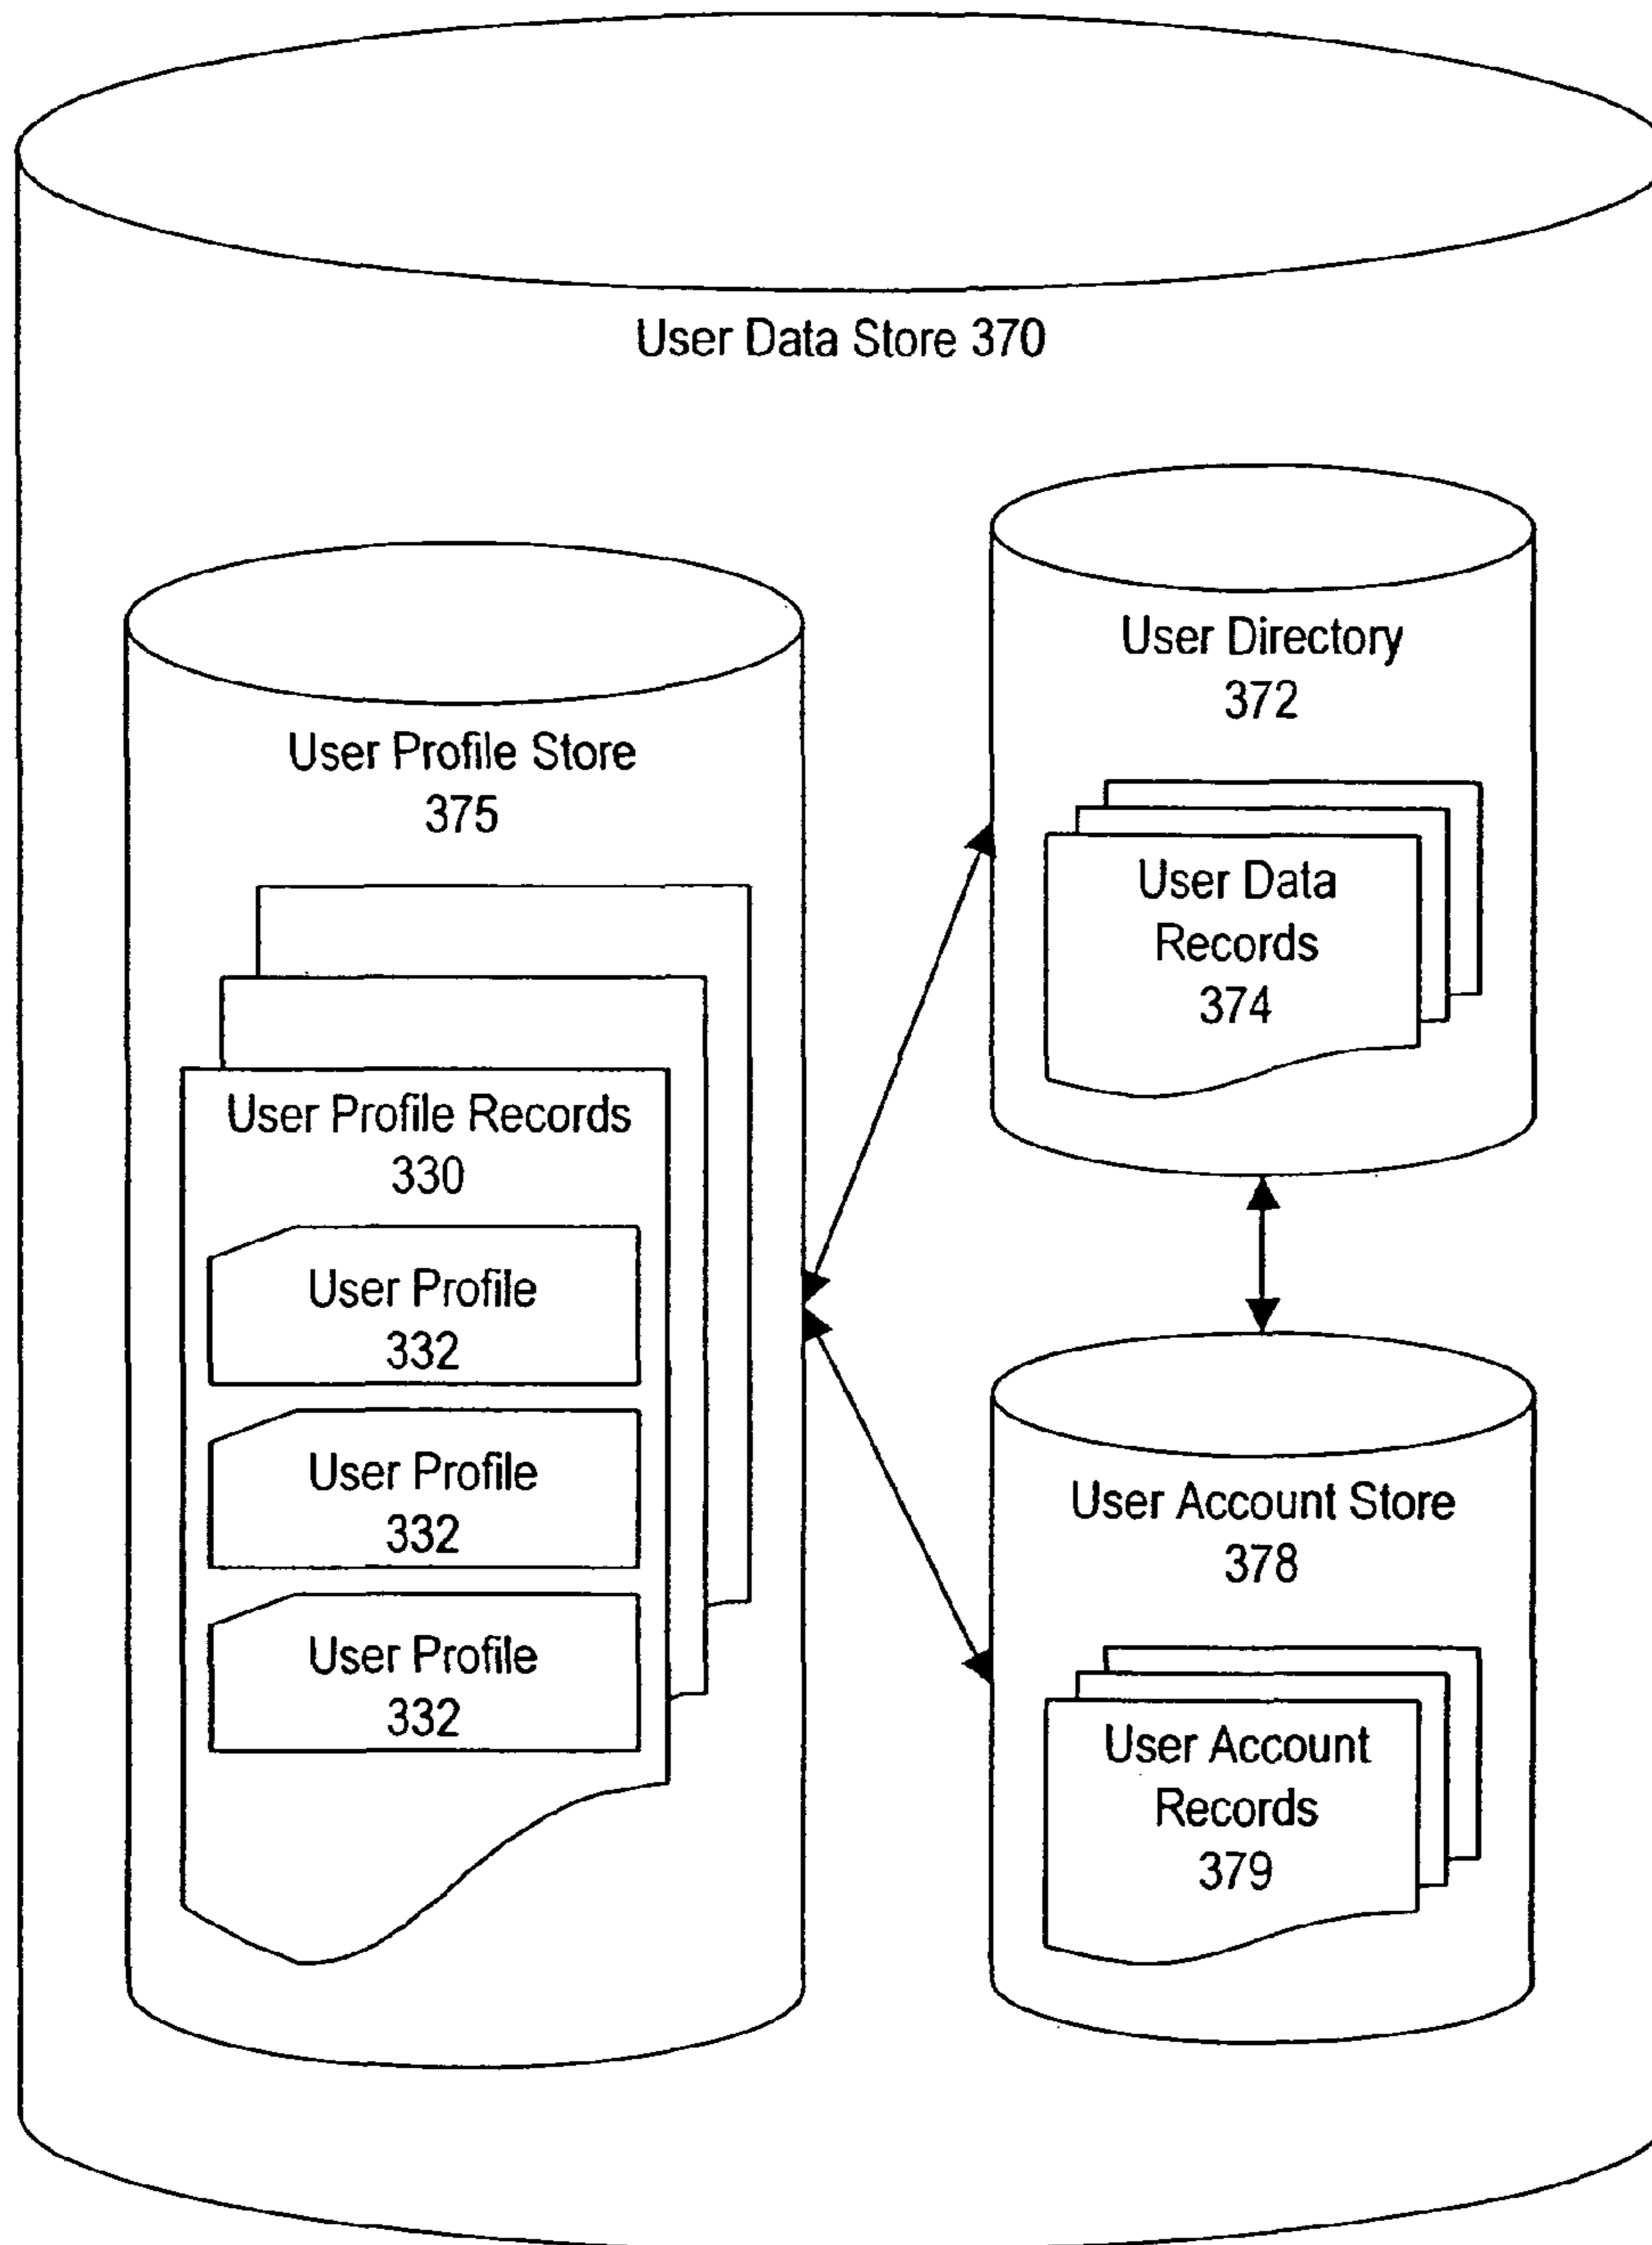 User Data Store 370
User Profile Store
375
User Profile Records
330
User Profile
332
User Profile
332
User Profile
332
User Directory
372
User Data
Records
374
User Account Store
378
User Account
Records
379